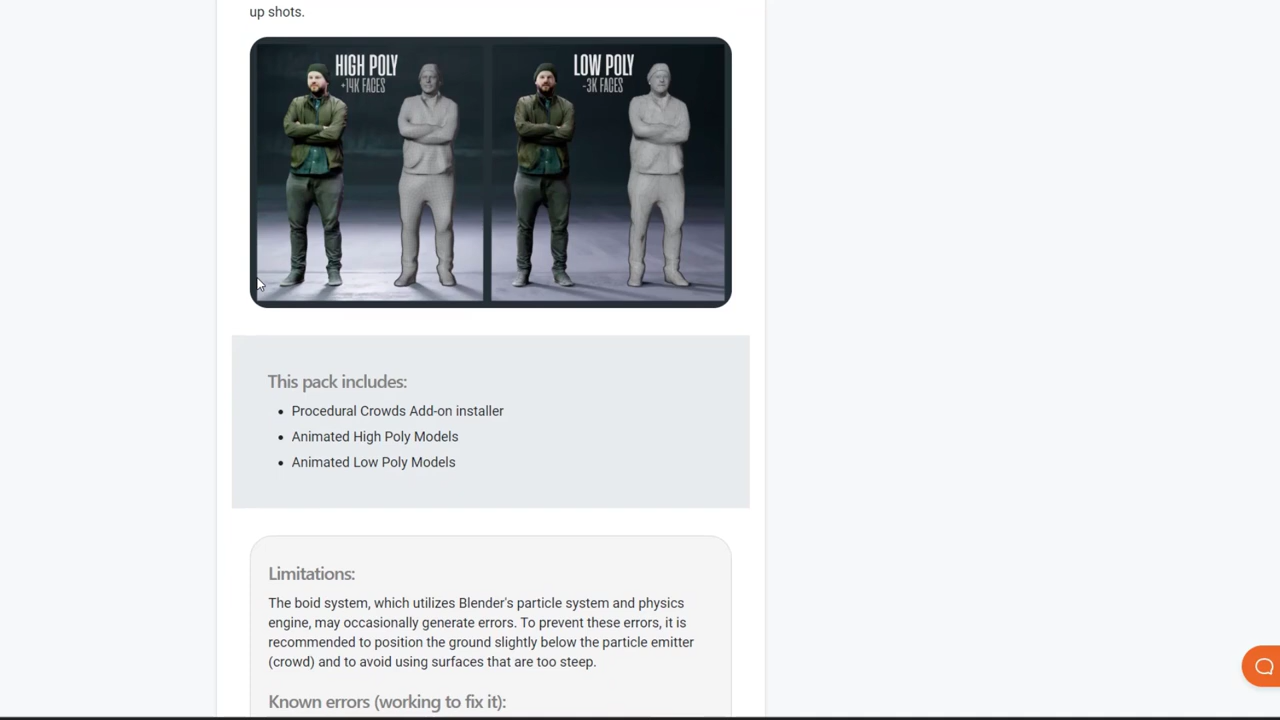 up shots.
HIGH POLY
+14K FACES
LOW POLY
-3K FACES
This pack includes:
• Procedural Crowds Add-on installer
• Animated High Poly Models
• Animated Low Poly Models
Limitations:
The boid system, which utilizes Blender's particle system and physics
engine, may occasionally generate errors. To prevent these errors, it is
recommended to position the ground slightly below the particle emitter
(crowd) and to avoid using surfaces that are too steep.
Known errors (working to fix it):